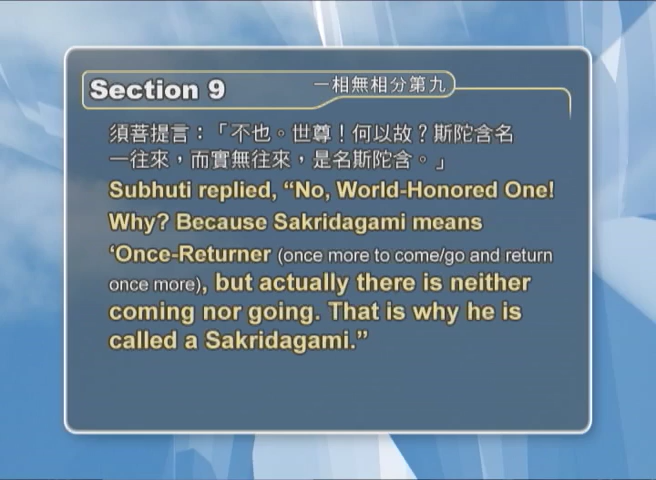 Section 9
一相無相分第九
須菩提言：「不也。世尊！何以故？斯陀含名
一往來，而實無往來，是名斯陀含。」
Subhuti replied, “No, World-Honored One!
Why? Because Sakridagami means
‘Once-Returner (once more to come/go and return
once more), but actually there is neither
coming nor going. That is why he is
called a Sakridagami.”